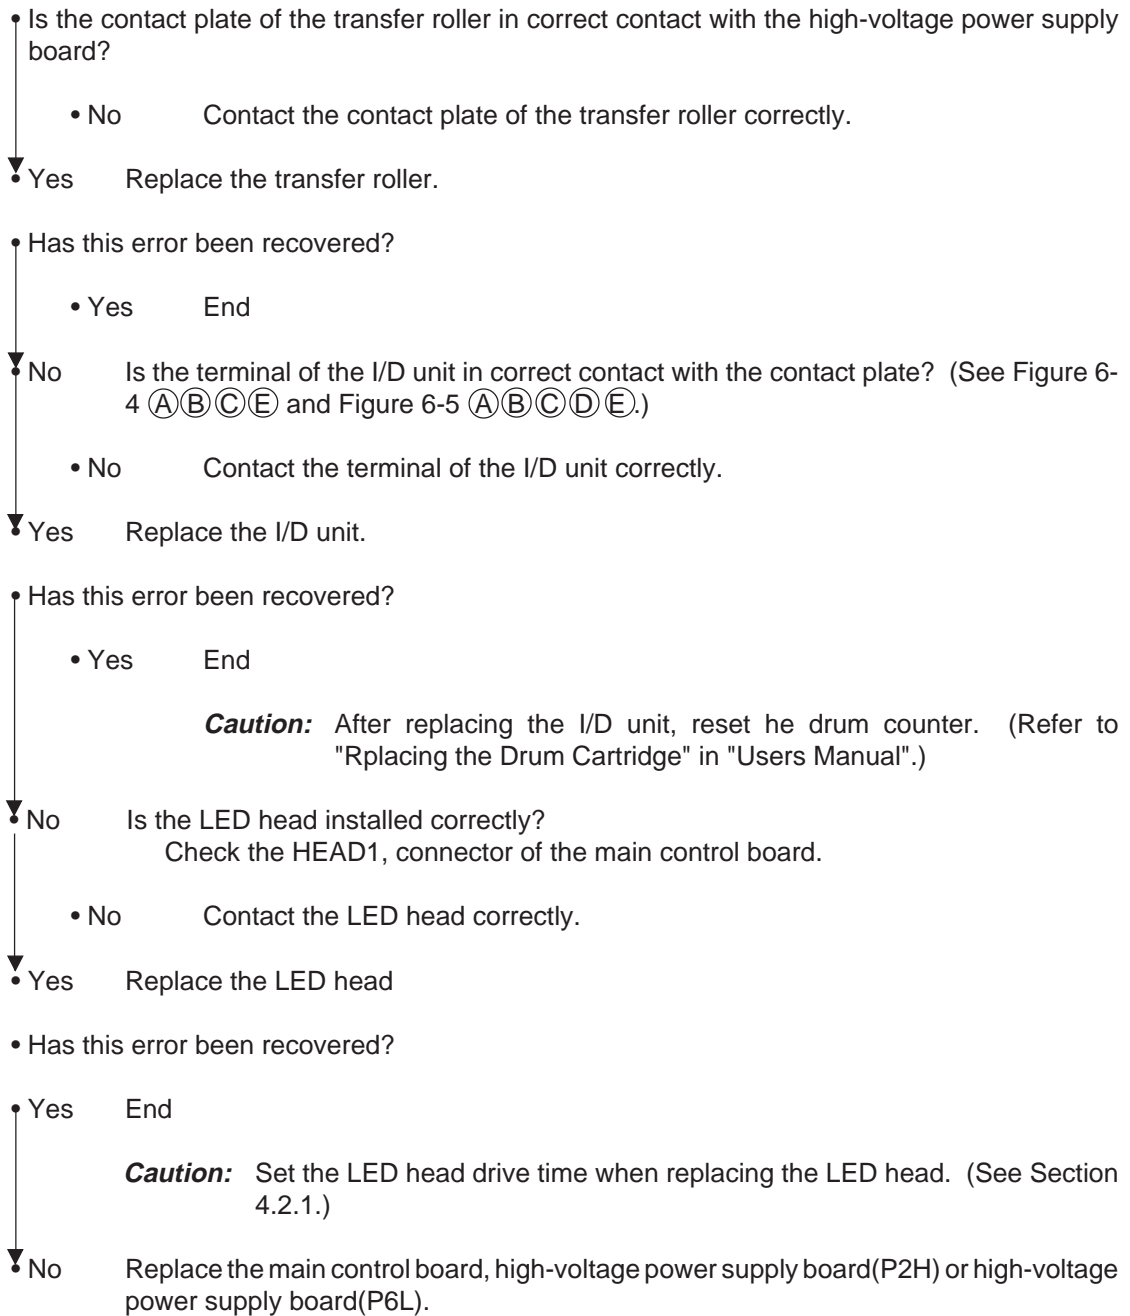 • Is the contact plate of the transfer roller in correct contact with the high-voltage power supply
board?
• No Contact the contact plate of the transfer roller correctly.
• Yes Replace the transfer roller.
• Has this error been recovered?
• Yes End
• No Is the terminal of the I/D unit in correct contact with the contact plate? (See Figure 6-
4 ⒶⒷⒸⒺ and Figure 6-5 ⒶⒷⒸⒹⒺ.)
• No Contact the terminal of the I/D unit correctly.
• Yes Replace the I/D unit.
• Has this error been recovered?
• Yes End
Caution: After replacing the I/D unit, reset he drum counter. (Refer to
"Rplacing the Drum Cartridge" in "Users Manual".)
• No Is the LED head installed correctly?
Check the HEAD1, connector of the main control board.
• No Contact the LED head correctly.
• Yes Replace the LED head
• Has this error been recovered?
• Yes End
Caution: Set the LED head drive time when replacing the LED head. (See Section
4.2.1.)
• No Replace the main control board, high-voltage power supply board(P2H) or high-voltage
power supply board(P6L).